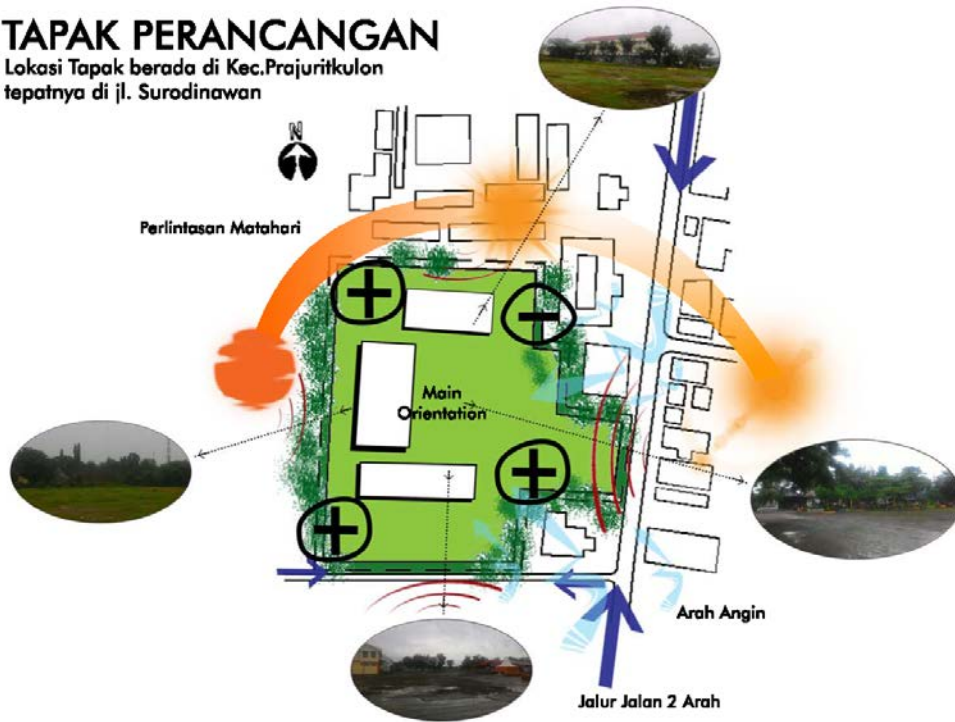 TAPAK PERANCANGAN
Lokasi Tapak berada di Kec.Prajuritkulon
tepatnya di jl. Surodinawan
N
Perlintasan Matahari
Main
Orientation
Arah Angin
Jalur Jalan 2 Arah